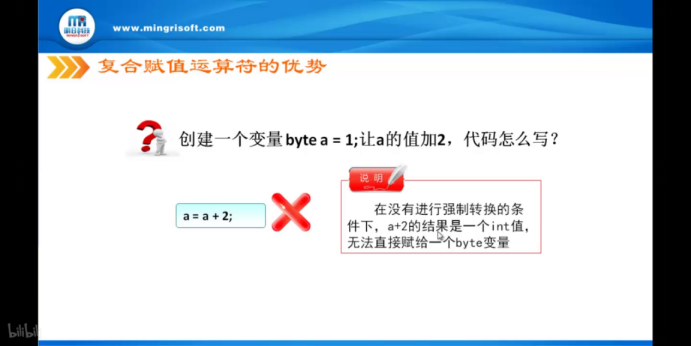 www.mingrisoft.com
复合赋值运算符的优势
创建一个变量byte a = 1;让a的值加2，代码怎么写？
说 明
a = a + 2;
在没有进行强制转换的条
件下，a+2的结果是一个int值，
无法直接赋给一个byte变量
bilibili